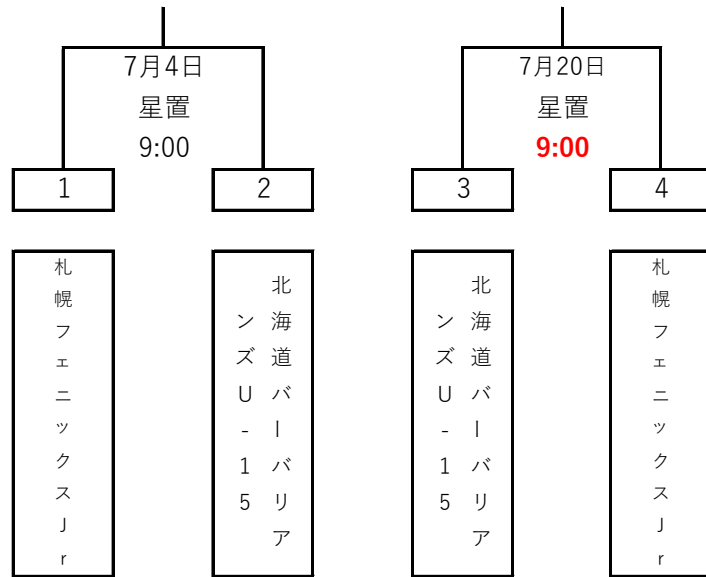 7月4日
星置
9:00
7月20日
星置
9:00
1
2
3
4
札幌フェニックスJr
北海道バーバリア
ンズU-15
北海道バーバリア
ンズU-15
札幌フェニックスJr